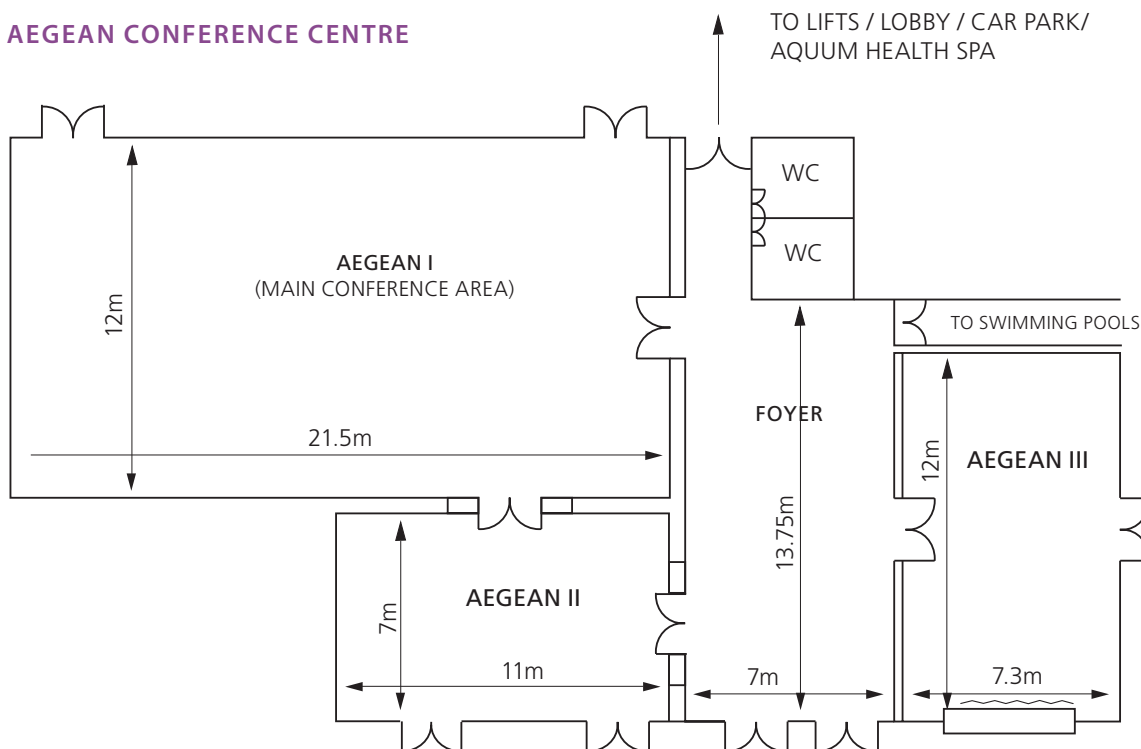 AEGEAN CONFERENCE CENTRE
TO LIFTS / LOBBY / CAR PARK/
AQUUM HEALTH SPA
WC
WC
AEGEAN I
(MAIN CONFERENCE AREA)
12m
21.5m
TO SWIMMING POOLS
FOYER
13.75m
7m
AEGEAN III
12m
7.3m
AEGEAN II
7m
11m